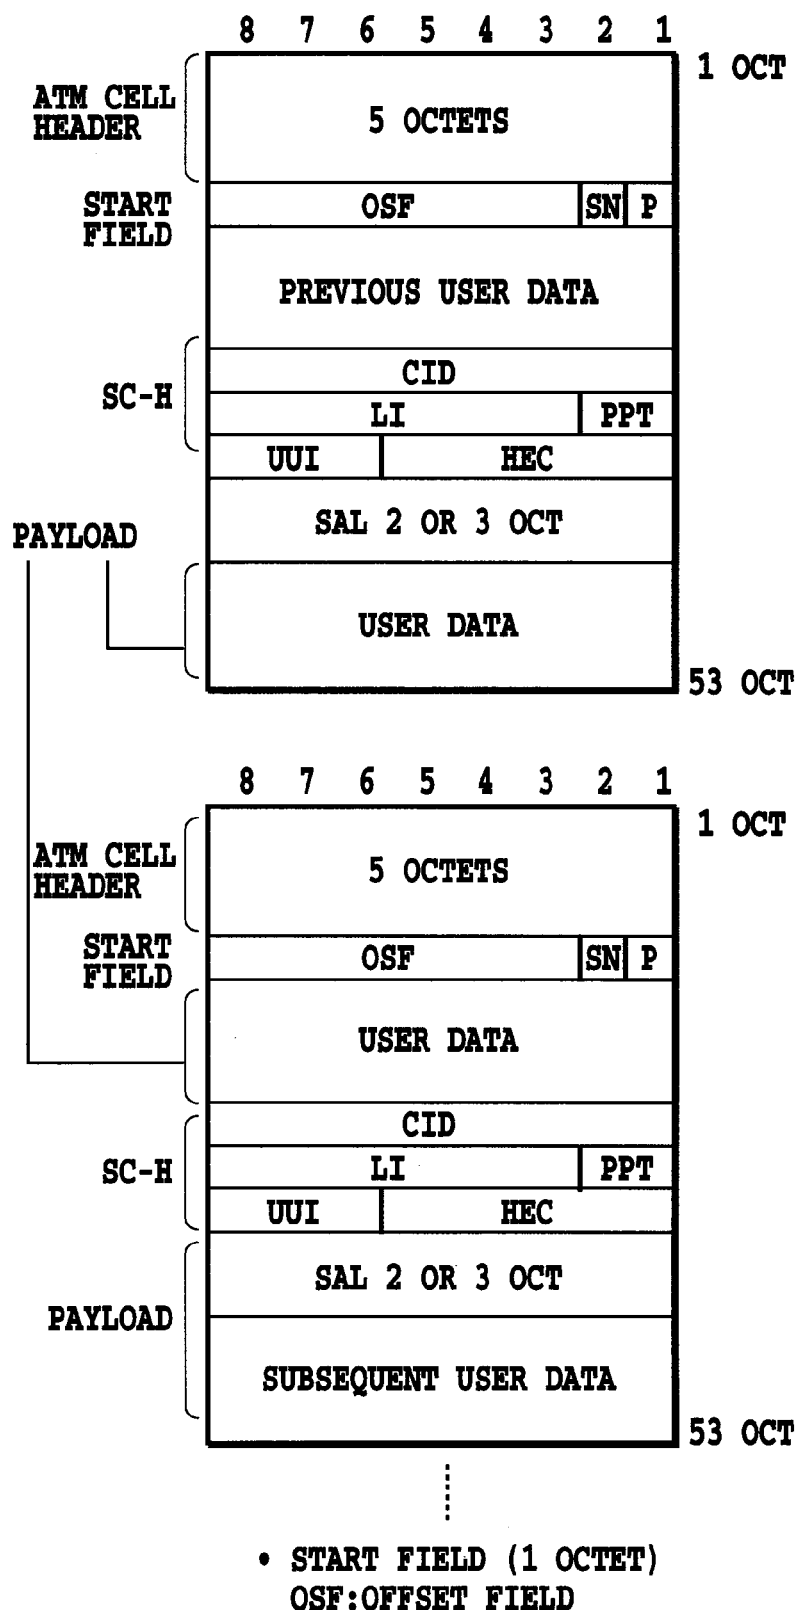 8 7 6 5 4 3 2 1
1 OCT
ATM CELL
HEADER
5 OCTETS
START
FIELD
OSF SN P
PREVIOUS USER DATA
SC-H
CID
LI PPT
UUI HEC
SAL 2 OR 3 OCT
PAYLOAD
USER DATA
53 OCT
8 7 6 5 4 3 2 1
1 OCT
ATM CELL
HEADER
5 OCTETS
START
FIELD
OSF SN P
USER DATA
SC-H
CID
LI PPT
UUI HEC
SAL 2 OR 3 OCT
PAYLOAD
SUBSEQUENT USER DATA
53 OCT
• START FIELD (1 OCTET)
OSF:OFFSET FIELD